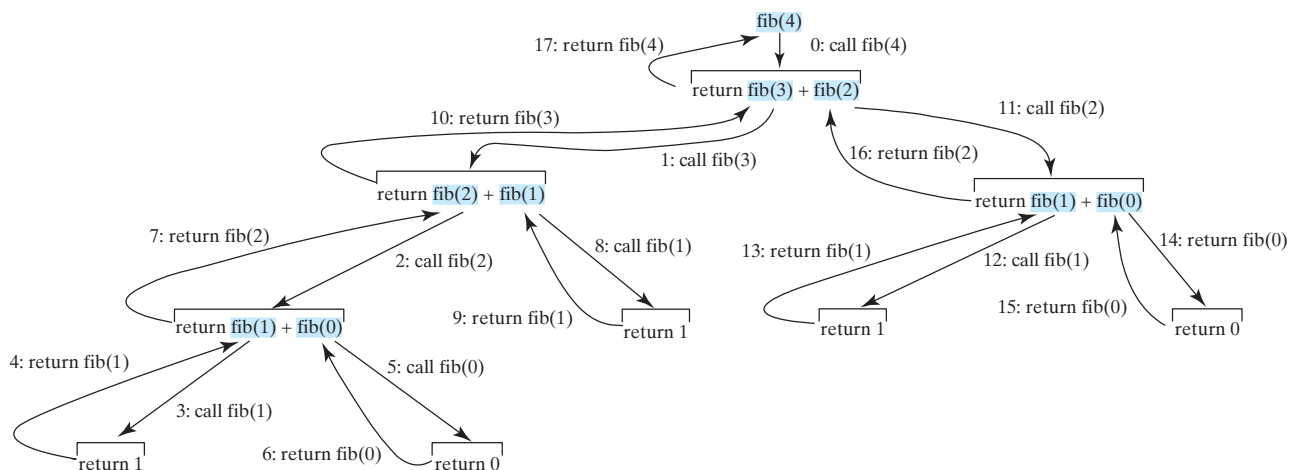 fib(4)
17: return fib(4)
0: call fib(4)
return fib(3) + fib(2)
10: return fib(3)
11: call fib(2)
1: call fib(3)
16: return fib(2)
return fib(2) + fib(1)
return fib(1) + fib(0)
7: return fib(2)
8: call fib(1)
13: return fib(1)
14: return fib(0)
2: call fib(2)
12: call fib(1)
9: return fib(1)
15: return fib(0)
return fib(1) + fib(0)
return 1
return 1
return 0
4: return fib(1)
5: call fib(0)
3: call fib(1)
6: return fib(0)
return 1
return 0